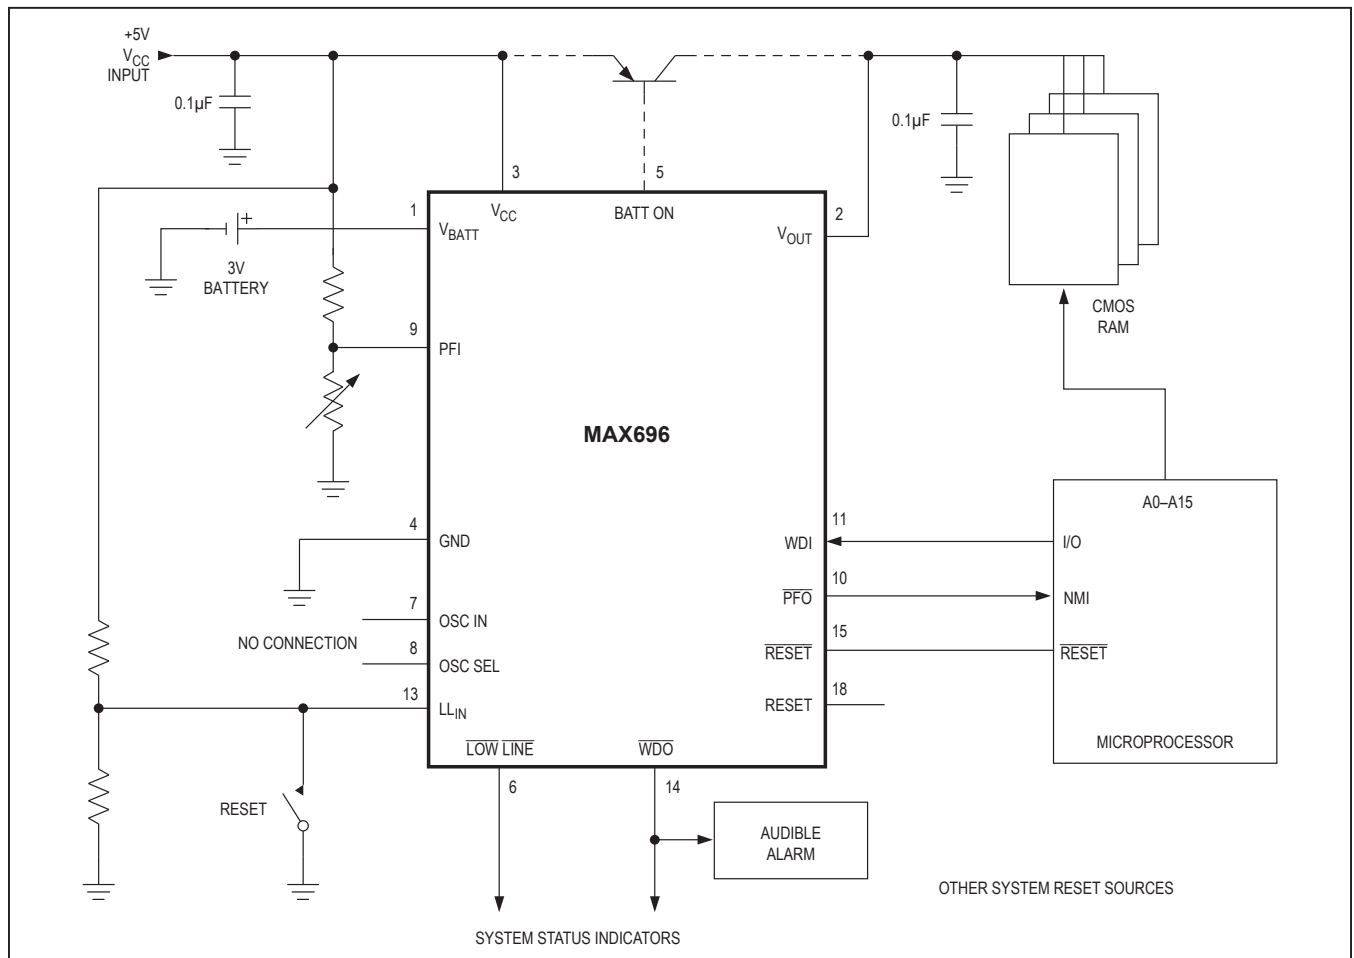 +5V
VCC
INPUT
0.1µF
0.1µF
3
5
1
VCC
BATT ON
2
VBATT
VOUT
3V
BATTERY
CMOS
RAM
9
PFI
MAX696
A0–A15
4
GND
11
WDI
I/O
10
PFO
NMI
7
OSC IN
NO CONNECTION
15
RESET
RESET
8
OSC SEL
13
LLIN
18
RESET
LOW LINE
WDO
MICROPROCESSOR
6
14
RESET
AUDIBLE
ALARM
OTHER SYSTEM RESET SOURCES
SYSTEM STATUS INDICATORS
+